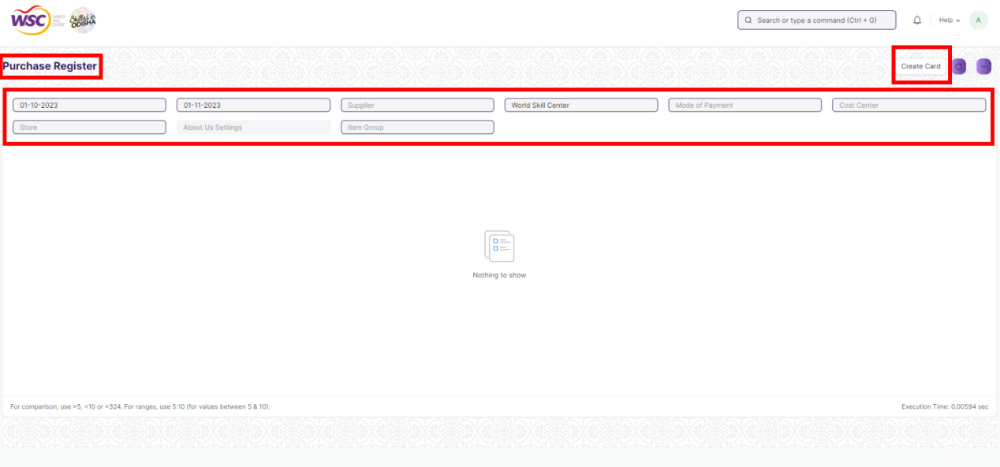 WSC WORLD SKILL CENTER Skilled in ODISHA
Search or type a command (Ctrl + G)
Help
A
Purchase Register
Create Card
01-10-2023
01-11-2023
Supplier
World Skill Center
Mode of Payment
Cost Center
Store
About Us Settings
Item Group
Nothing to show
For comparison, use >5, <10 or =324. For ranges, use 5:10 (for values between 5 & 10).
Execution Time: 0.00594 sec